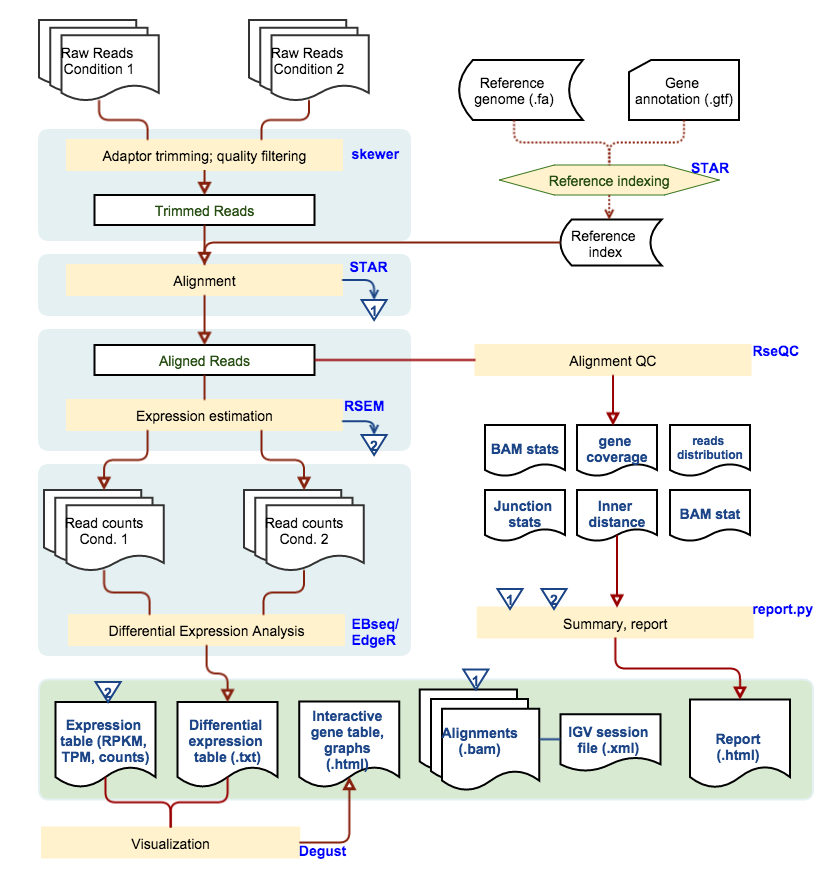 Raw Reads
Condition 1
Raw Reads
Condition 2
Reference
genome (.fa)
Gene
annotation (.gtf)
Adaptor trimming; quality filtering
skewer
STAR
Reference indexing
Trimmed Reads
Reference
index
STAR
Alignment
1
Aligned Reads
Alignment QC
RseQC
RSEM
Expression estimation
2
BAM stats
gene
coverage
reads
distribution
Junction
stats
Inner
distance
BAM stat
Read counts
Cond. 1
Read counts
Cond. 2
1
2
report.py
Summary, report
Differential Expression Analysis
EBseq/
EdgeR
2
1
Expression
table (RPKM,
TPM, counts)
Differential
expression
table (.txt)
Interactive
gene table,
graphs
(.html)
Alignments
(.bam)
IGV session
file (.xml)
Report
(.html)
Visualization
Degust